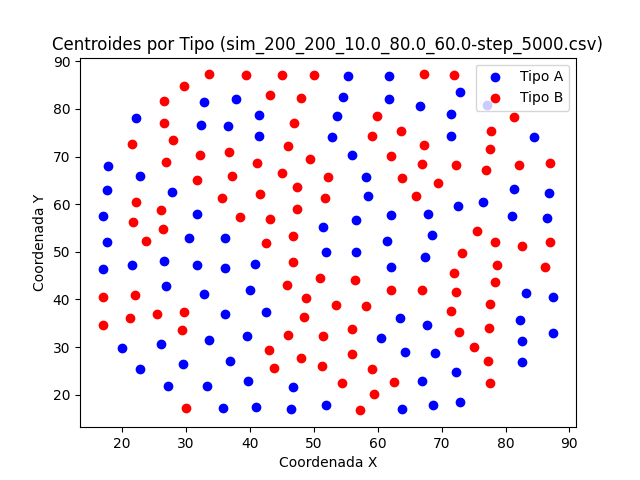 Centroides por Tipo (sim_200_200_10.0_80.0_60.0-step_5000.csv)
Tipo A
Tipo B
90
80
70
60
50
40
30
20
Coordenada Y
20 30 40 50 60 70 80 90
Coordenada X